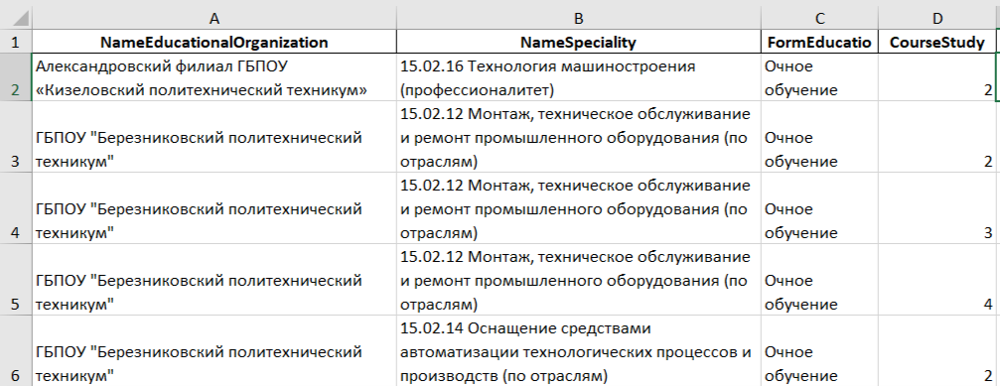 A B C D
1 NameEducationalOrganization NameSpeciality FormEducatio CourseStudy
Александровский филиал ГБПОУ 15.02.16 Технология машиностроения Очное
2 «Кизеловский политехнический техникум» (профессионалитет) обучение 2
15.02.12 Монтаж, техническое обслуживание
ГБПОУ "Березниковский политехнический и ремонт промышленного оборудования (по Очное
3 техникум" отраслям) обучение 2
15.02.12 Монтаж, техническое обслуживание
ГБПОУ "Березниковский политехнический и ремонт промышленного оборудования (по Очное
4 техникум" отраслям) обучение 3
15.02.12 Монтаж, техническое обслуживание
ГБПОУ "Березниковский политехнический и ремонт промышленного оборудования (по Очное
5 техникум" отраслям) обучение 4
15.02.14 Оснащение средствами
ГБПОУ "Березниковский политехнический автоматизации технологических процессов и Очное
6 техникум" производств (по отраслям) обучение 2